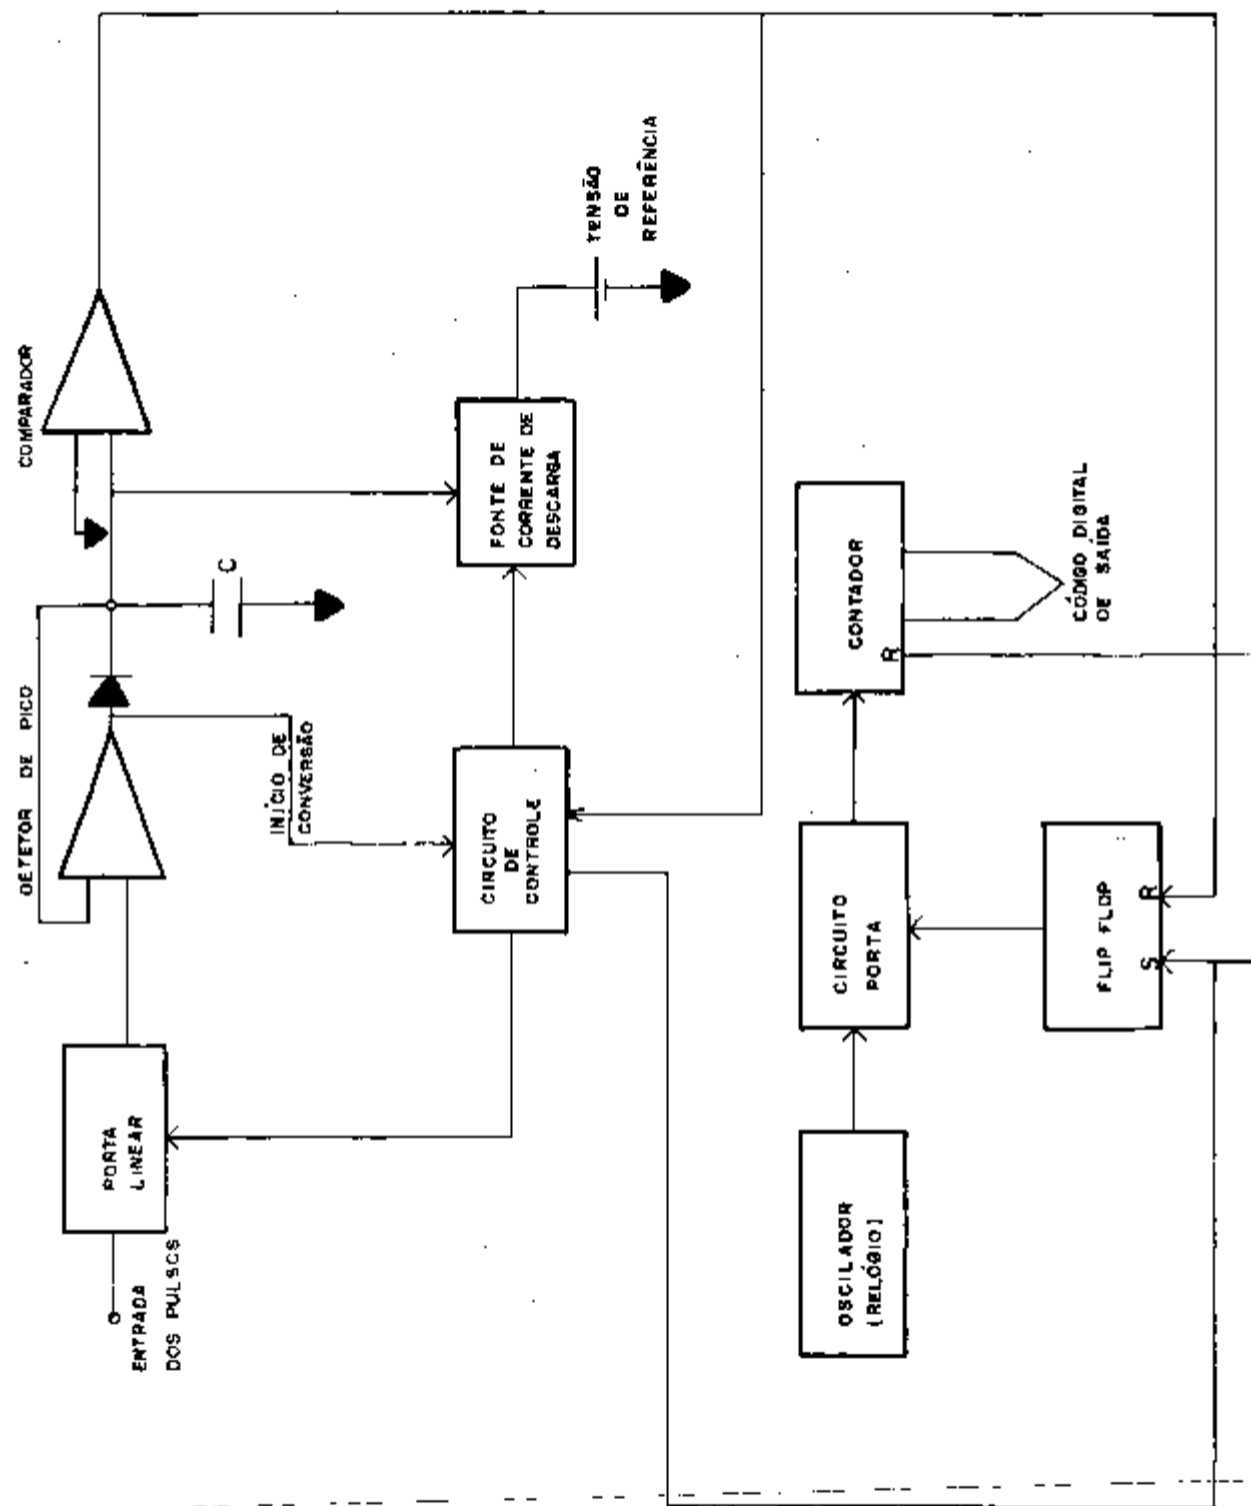 ENTRADA
DOS PULSOS
PORTA
LINEAR
DETETOR DE PICO
INÍCIO DE
CONVERSÃO
C
COMPARADOR
CIRCUITO
DE
CONTROLE
FONTE DE
CORRENTE DE
DESCARGA
TENSÃO
DE
REFERÊNCIA
OSCILADOR
(RELÓGIO)
CIRCUITO
PORTA
CONTADOR
R
CÓDIGO DIGITAL
DE SAÍDA
FLIP FLOP
S
R